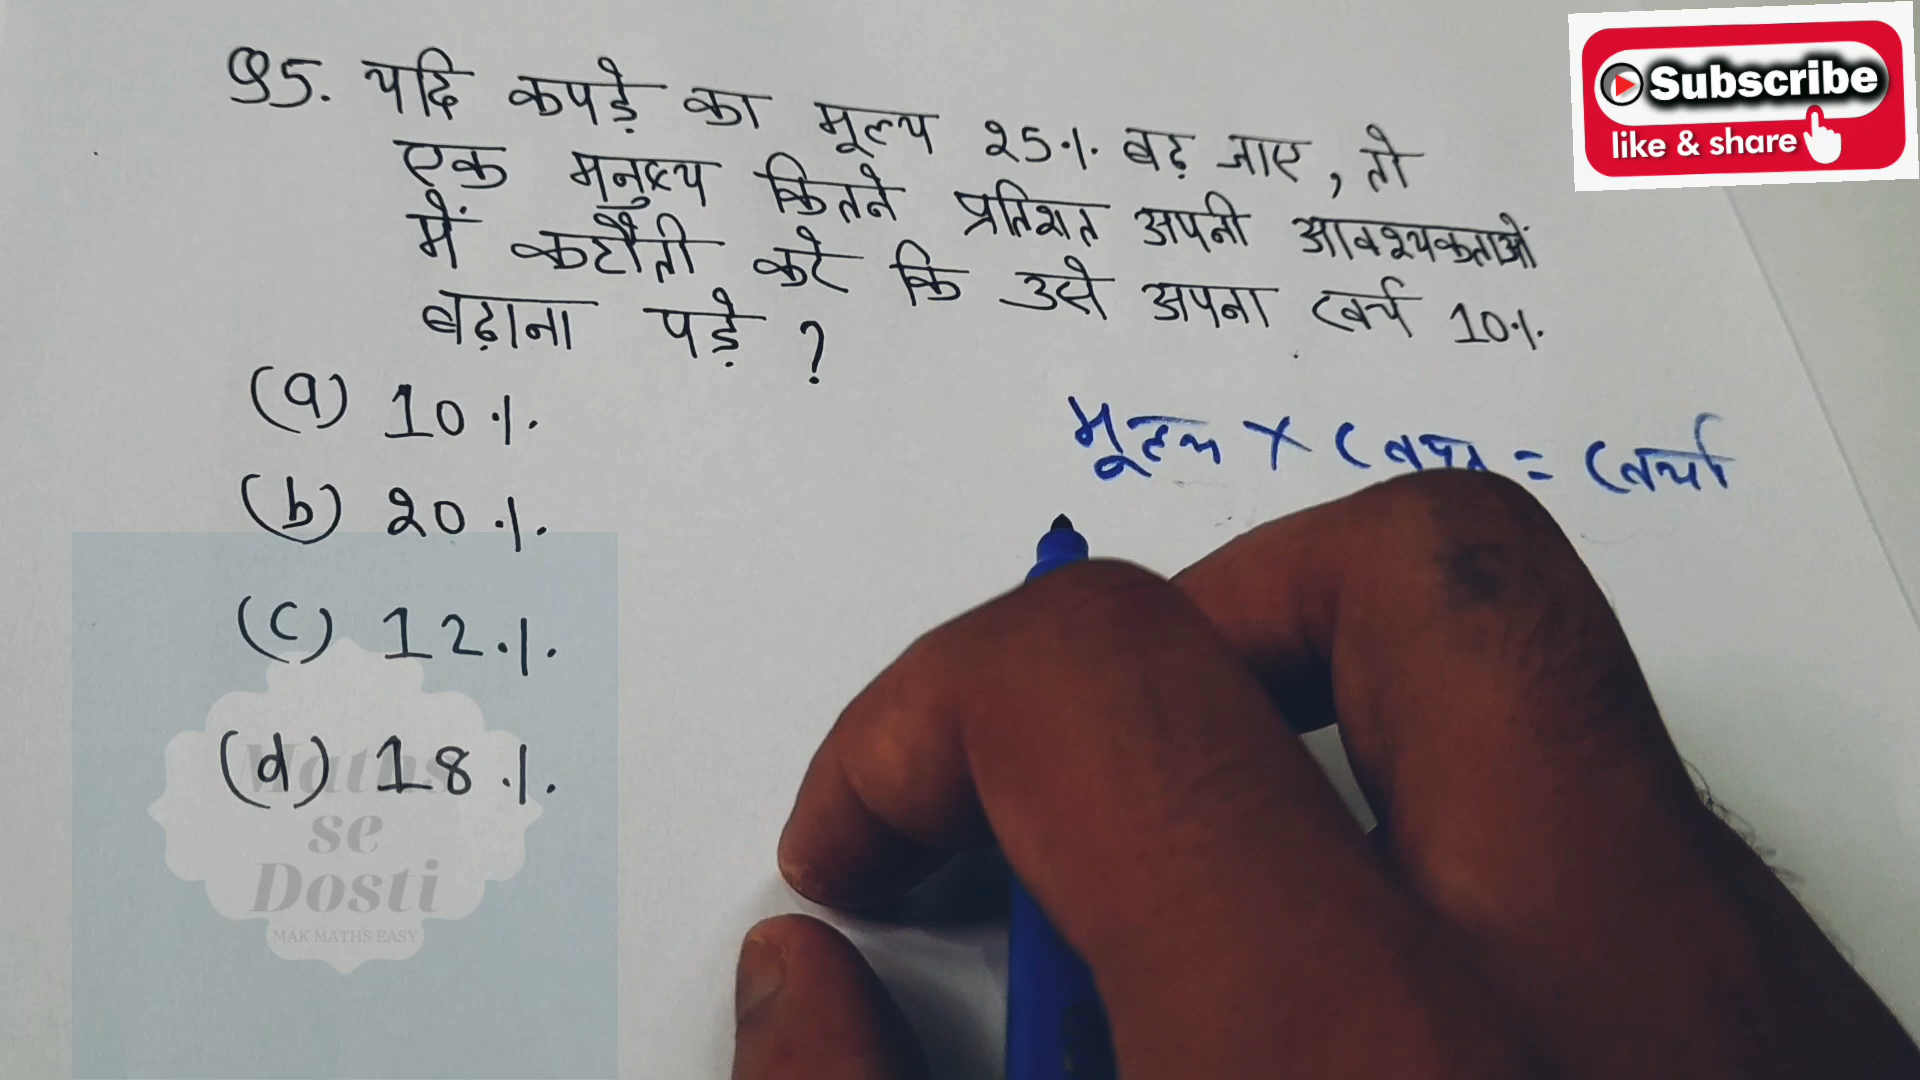 Q5. यदि कपड़े का मूल्य 25% बढ़ जाए, तो
एक मनुष्य कितने प्रतिशत अपनी आवश्यकताओं
में कटौती करे कि उसे अपना खर्च 10%
बढ़ाना पड़े ?
(a) 10%
(b) 20%
(c) 12%
(d) 18%
मूल्य × खपत = खर्चा
Subscribe
like & share
Maths
se
Dosti
MAK MATHS EASY